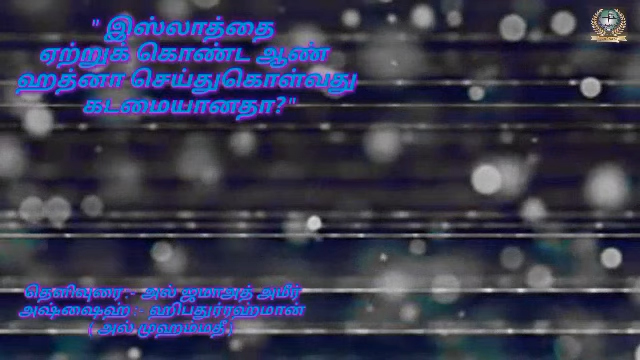 " இஸ்லாத்தை
ஏற்றுக் கொண்ட ஆண்
ஹத்னா செய்துகொள்வது
கடமையானதா?"
தெளிவுரை :- அல் ஜமாஅத் அமீர்
அஷ்ஷைஹ் :- ஹிபதுர்ரஹ்மான்
( அல் முஹம்மதீ )